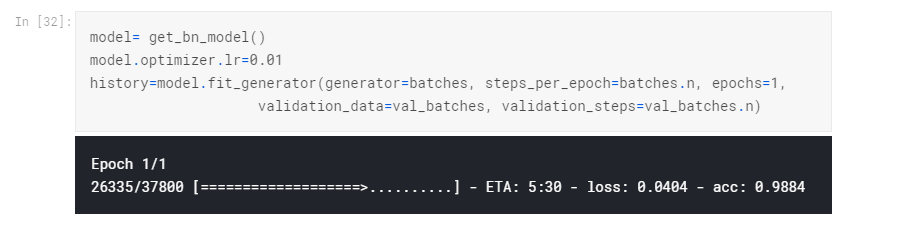 In [32]:
model= get_bn_model()
model.optimizer.lr=0.01
history=model.fit_generator(generator=batches, steps_per_epoch=batches.n, epochs=1,
validation_data=val_batches, validation_steps=val_batches.n)
Epoch 1/1
26335/37800 [===================>..........] - ETA: 5:30 - loss: 0.0404 - acc: 0.9884